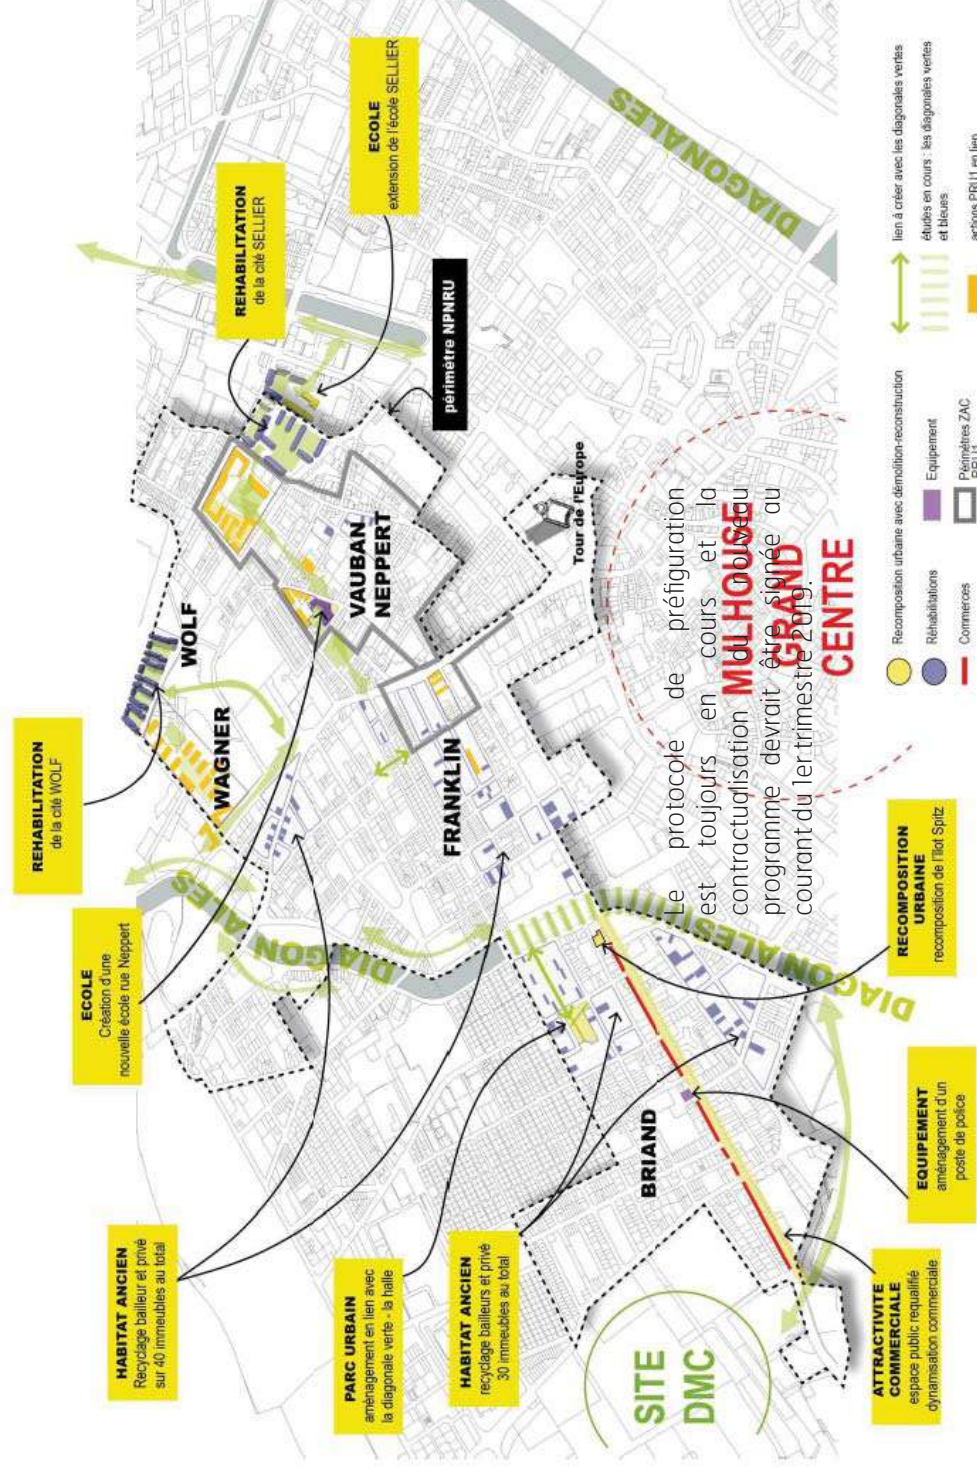 REHABILITATION
de la cité WOLF
REHABILITATION
de la cité SELLIER
ECOLE
extension de l'école SELLIER
ECOLE
Création d'une
nouvelle école rue Neppert
HABITAT ANCIEN
Recyclage bailleur et privé
sur 40 immeubles au total
PARC URBAIN
aménagement en lien avec
la diagonale verte - la halle
HABITAT ANCIEN
recyclage bailleurs et privé
30 immeubles au total
ATTRACTIVITE
COMMERCIALE
espace public requalifié
dynamisation commerciale
EQUIPEMENT
aménagement d'un
poste de police
RECOMPOSITION
URBAINE
recomposition de l'îlot Spitz
périmètre NPNRU
WOLF
WAGNER
VAUBAN
NEPPERT
FRANKLIN
BRIAND
Tour de l'Europe
SITE
DMC
MULHOUSE
GRAND
CENTRE
DIAGONALES
DIAGONALES
DIAGONALES
Le protocole de préfiguration
est toujours en cours et la
contractualisation du nouveau
programme devrait être signée au
courant du 1er trimestre 2019.
Recomposition urbaine avec démolition-reconstruction
Réhabilitations
Equipement
Commerces
Périmètres ZAC
PRU1
lien à créer avec les diagonales vertes
études en cours : les diagonales vertes
et bleues
actions PRU1 en lien